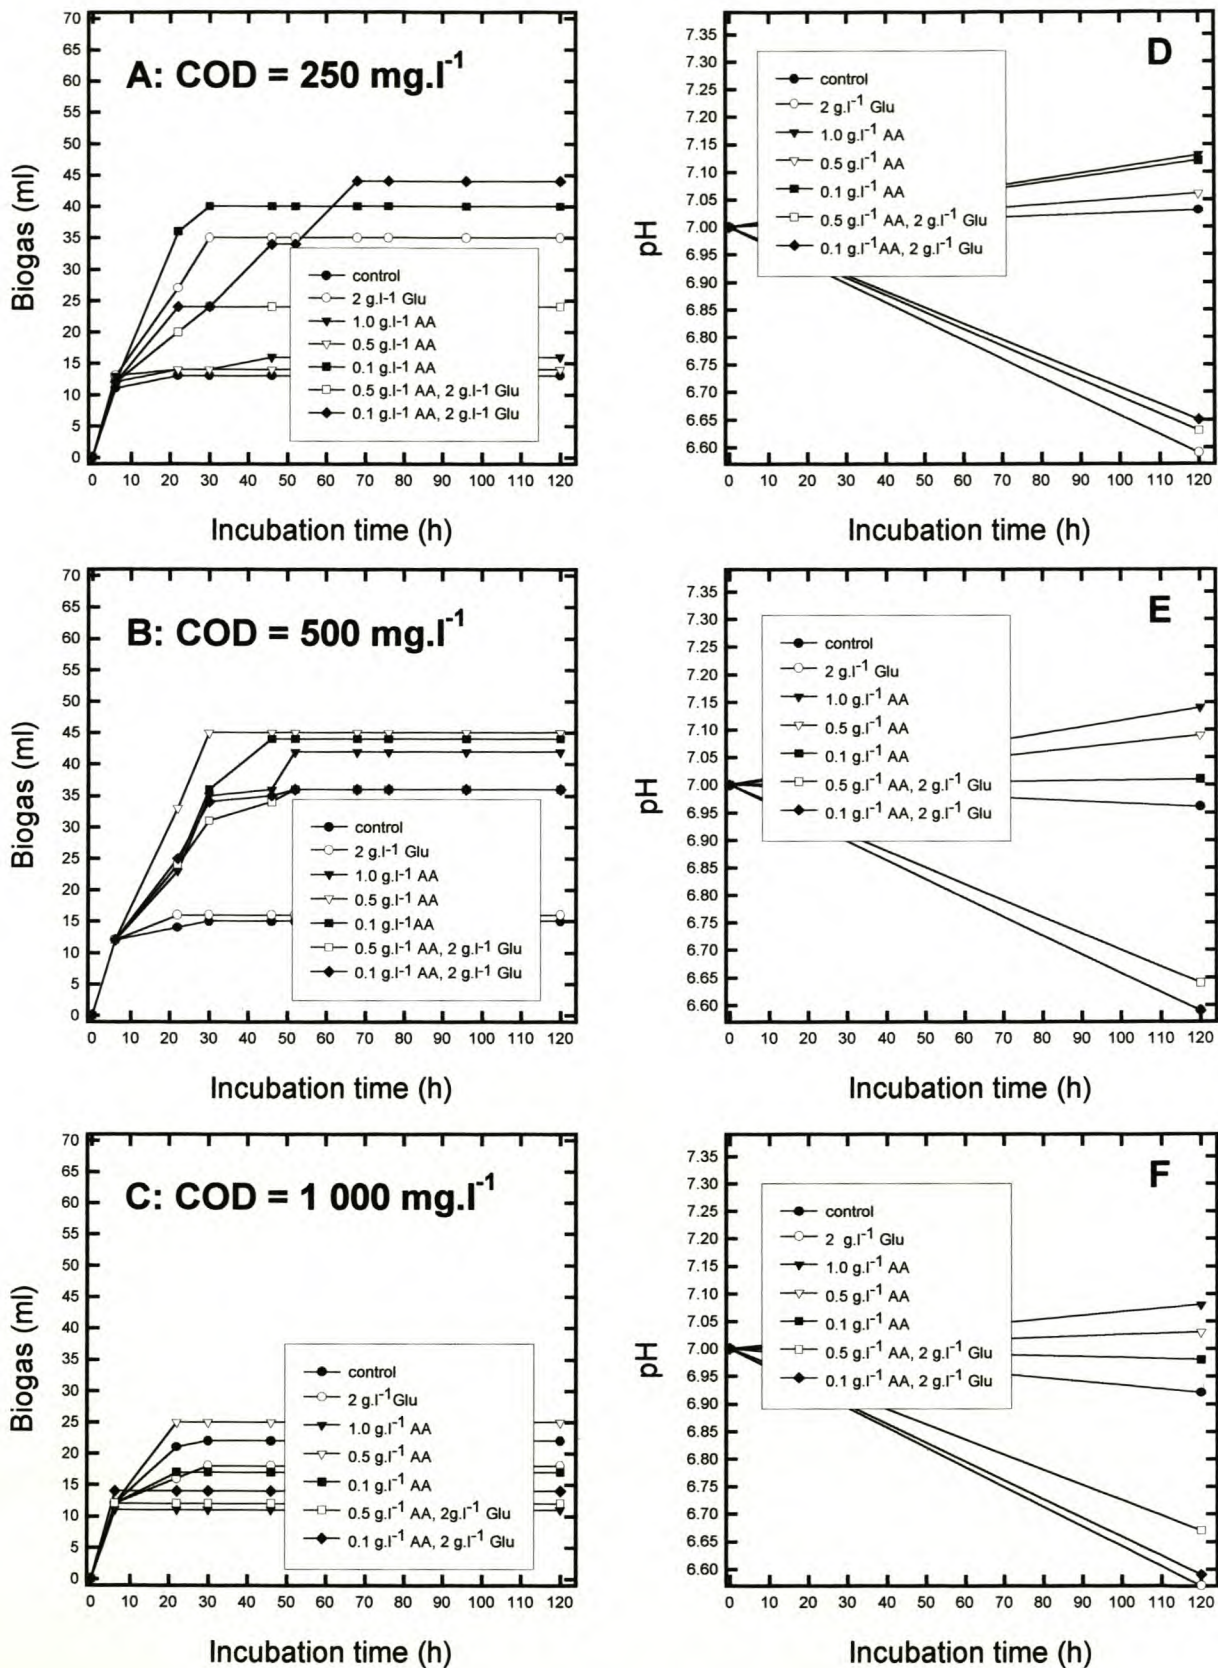 A: COD = 250 mg.l⁻¹
70
65
60
55
50
45
40
35
30
25
20
15
10
5
0
Biogas (ml)
control
2 g.l-¹ Glu
1.0 g.l-¹ AA
0.5 g.l-¹ AA
0.1 g.l-¹ AA
0.5 g.l-¹ AA, 2 g.l-¹ Glu
0.1 g.l-¹ AA, 2 g.l-¹ Glu
0 10 20 30 40 50 60 70 80 90 100 110 120
Incubation time (h)
D
7.35
7.30
7.25
7.20
7.15
7.10
7.05
7.00
6.95
6.90
6.85
6.80
6.75
6.70
6.65
6.60
pH
control
2 g.l⁻¹ Glu
1.0 g.l⁻¹ AA
0.5 g.l⁻¹ AA
0.1 g.l⁻¹ AA
0.5 g.l⁻¹ AA, 2 g.l⁻¹ Glu
0.1 g.l⁻¹AA, 2 g.l⁻¹ Glu
0 10 20 30 40 50 60 70 80 90 100 110 120
Incubation time (h)
B: COD = 500 mg.l⁻¹
70
65
60
55
50
45
40
35
30
25
20
15
10
5
0
Biogas (ml)
control
2 g.l-¹ Glu
1.0 g.l-¹ AA
0.5 g.l-¹ AA
0.1 g.l-¹AA
0.5 g.l-¹ AA, 2 g.l-¹ Glu
0.1 g.l-¹ AA, 2 g.l-¹ Glu
0 10 20 30 40 50 60 70 80 90 100 110 120
Incubation time (h)
E
7.35
7.30
7.25
7.20
7.15
7.10
7.05
7.00
6.95
6.90
6.85
6.80
6.75
6.70
6.65
6.60
pH
control
2 g.l⁻¹ Glu
1.0 g.l⁻¹ AA
0.5 g.l⁻¹ AA
0.1 g.l⁻¹ AA
0.5 g.l⁻¹ AA, 2 g.l⁻¹ Glu
0.1 g.l⁻¹ AA, 2 g.l⁻¹ Glu
0 10 20 30 40 50 60 70 80 90 100 110 120
Incubation time (h)
C: COD = 1 000 mg.l⁻¹
70
65
60
55
50
45
40
35
30
25
20
15
10
5
0
Biogas (ml)
control
2 g.l⁻¹Glu
1.0 g.l⁻¹ AA
0.5 g.l⁻¹ AA
0.1 g.l⁻¹ AA
0.5 g.l⁻¹ AA, 2g.l⁻¹ Glu
0.1 g.l⁻¹ AA, 2 g.l⁻¹ Glu
0 10 20 30 40 50 60 70 80 90 100 110 120
Incubation time (h)
F
7.35
7.30
7.25
7.20
7.15
7.10
7.05
7.00
6.95
6.90
6.85
6.80
6.75
6.70
6.65
6.60
pH
control
2 g.l⁻¹ Glu
1.0 g.l⁻¹ AA
0.5 g.l⁻¹ AA
0.1 g.l⁻¹ AA
0.5 g.l⁻¹ AA, 2 g.l⁻¹ Glu
0.1 g.l⁻¹ AA, 2 g.l⁻¹ Glu
0 10 20 30 40 50 60 70 80 90 100 110 120
Incubation time (h)